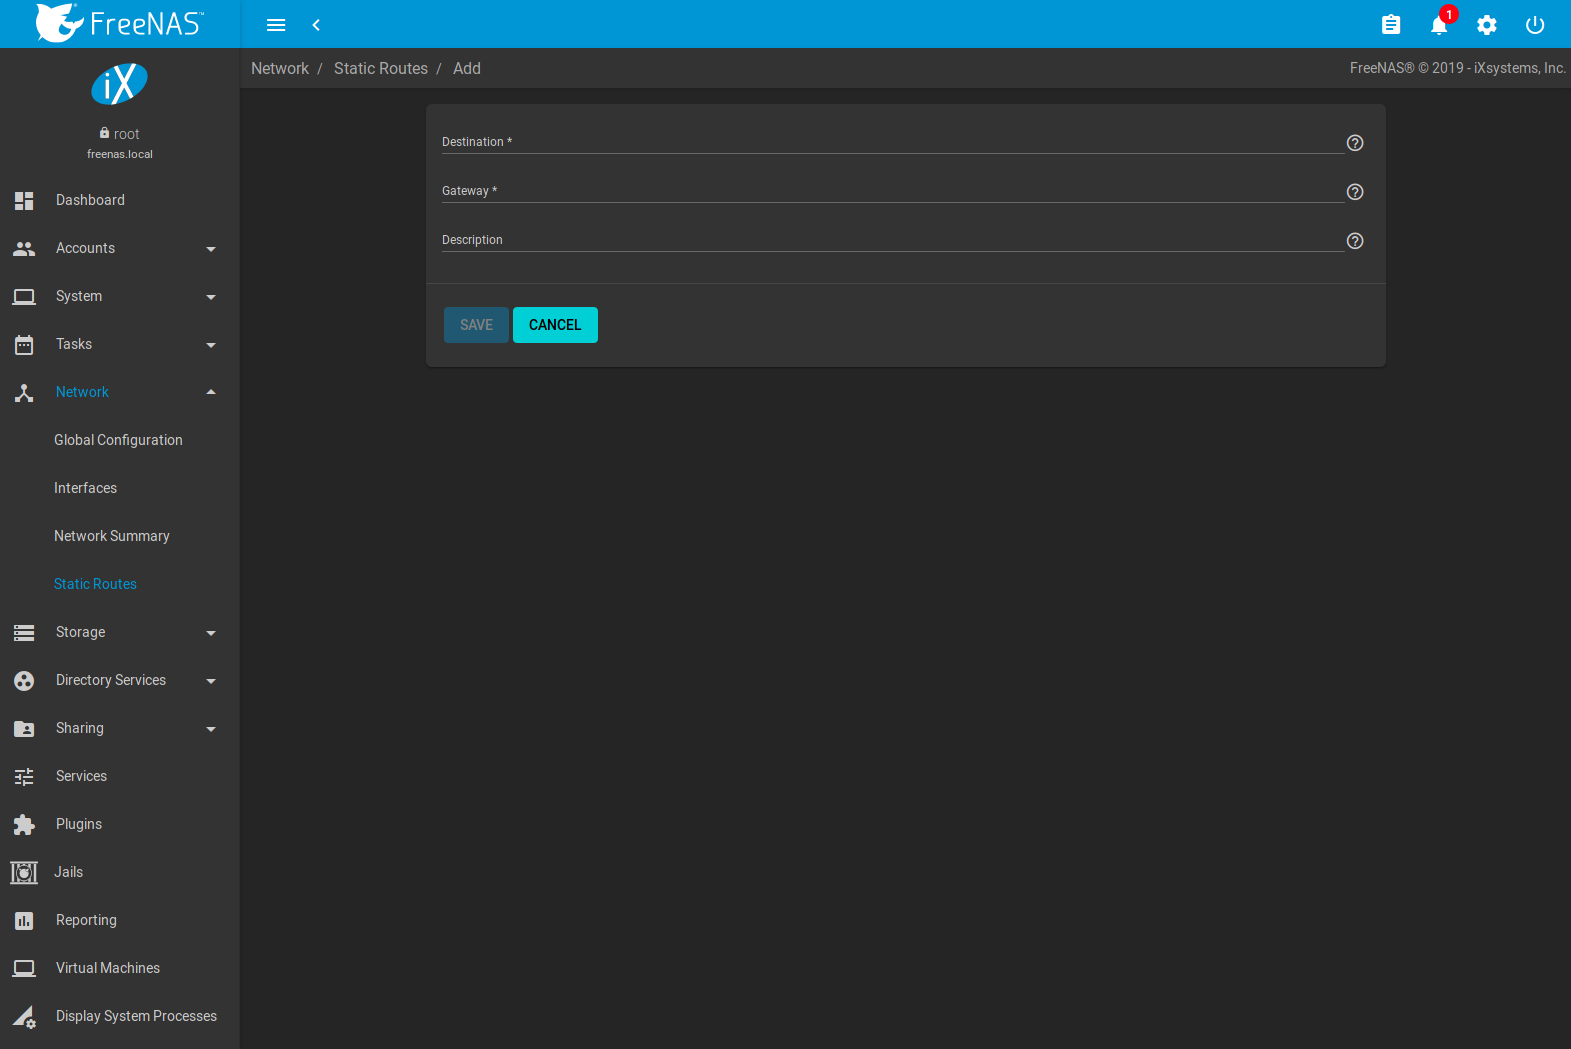 FreeNAS™
1
Network / Static Routes / Add
FreeNAS® © 2019 - iXsystems, Inc.
iX
root
freenas.local
Dashboard
Accounts
System
Tasks
Network
Global Configuration
Interfaces
Network Summary
Static Routes
Storage
Directory Services
Sharing
Services
Plugins
Jails
Reporting
Virtual Machines
Display System Processes
Destination *
Gateway *
Description
SAVE CANCEL